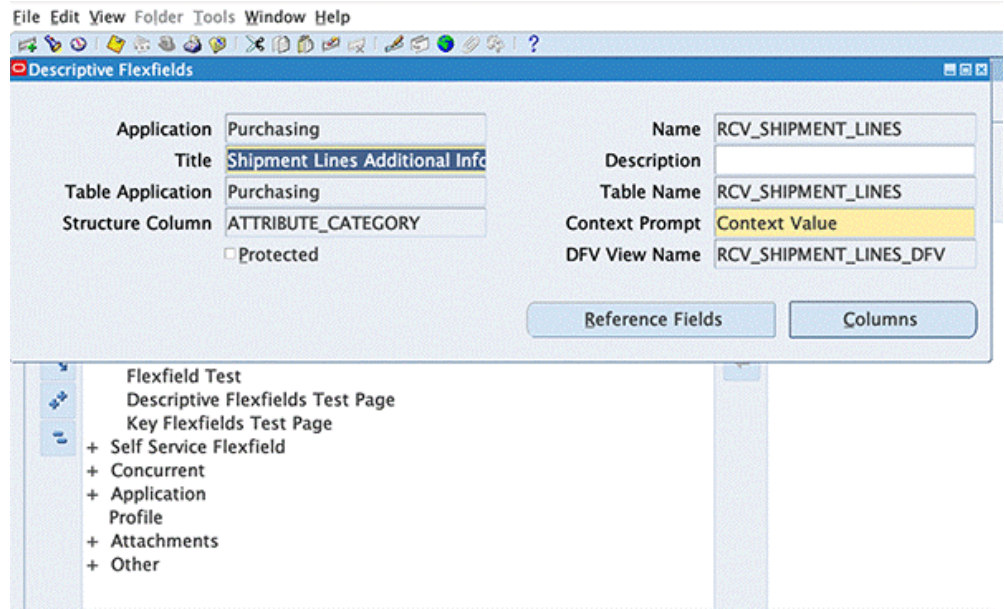 File Edit View Folder Tools Window Help
?
Descriptive Flexfields
Application Purchasing
Name RCV_SHIPMENT_LINES
Title Shipment Lines Additional Info
Description
Table Application Purchasing
Table Name RCV_SHIPMENT_LINES
Structure Column ATTRIBUTE_CATEGORY
Context Prompt Context Value
Protected
DFV View Name RCV_SHIPMENT_LINES_DFV
Reference Fields
Columns
Flexfield Test
Descriptive Flexfields Test Page
Key Flexfields Test Page
+ Self Service Flexfield
+ Concurrent
+ Application
Profile
+ Attachments
+ Other